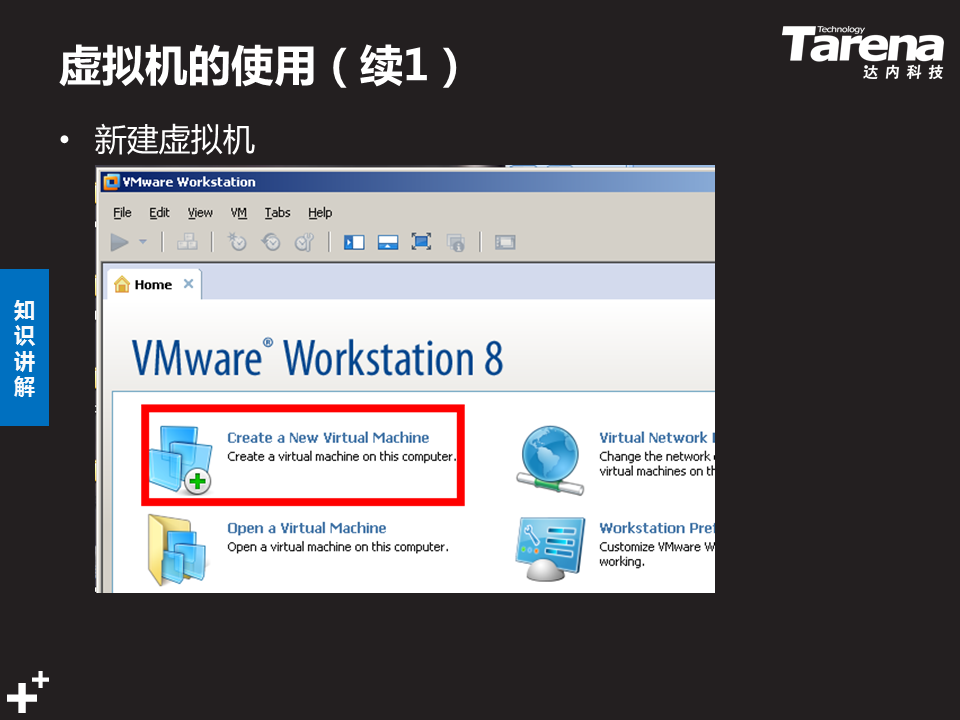 虚拟机的使用（续1）
Technology
Tarena
达内科技
• 新建虚拟机
VMware Workstation
File Edit View VM Tabs Help
Home
VMware® Workstation 8
知识讲解
Create a New Virtual Machine
Create a virtual machine on this computer.
Virtual Network
Change the network
virtual machines on th
Open a Virtual Machine
Open a virtual machine on this computer.
Workstation Pref
Customize VMware W
working.